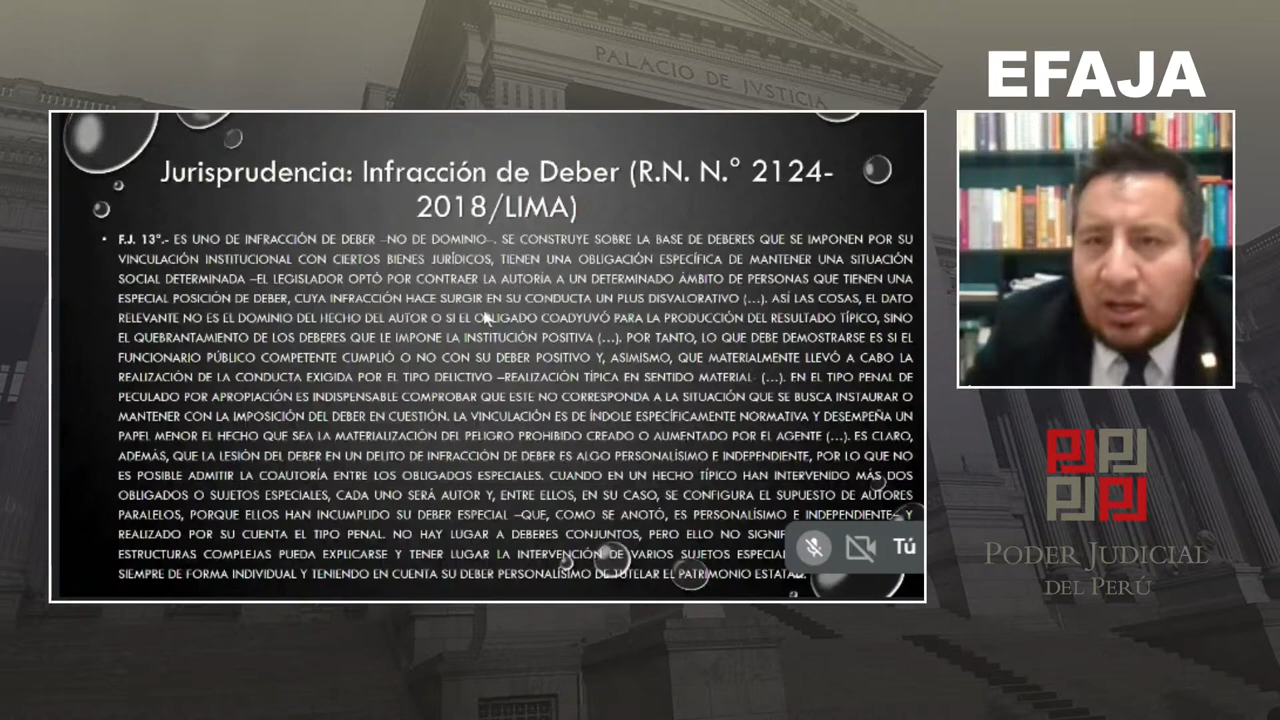 PALACIO DE JUSTICIA
EFAJA
Jurisprudencia: Infracción de Deber (R.N. N.° 2124-
2018/LIMA)
• F.J. 13°.- ES UNO DE INFRACCIÓN DE DEBER –NO DE DOMINIO–. SE CONSTRUYE SOBRE LA BASE DE DEBERES QUE SE IMPONEN POR SU
VINCULACIÓN INSTITUCIONAL CON CIERTOS BIENES JURÍDICOS, TIENEN UNA OBLIGACIÓN ESPECÍFICA DE MANTENER UNA SITUACIÓN
SOCIAL DETERMINADA –EL LEGISLADOR OPTÓ POR CONTRAER LA AUTORÍA A UN DETERMINADO ÁMBITO DE PERSONAS QUE TIENEN UNA
ESPECIAL POSICIÓN DE DEBER, CUYA INFRACCIÓN HACE SURGIR EN SU CONDUCTA UN PLUS DISVALORATIVO (...). ASÍ LAS COSAS, EL DATO
RELEVANTE NO ES EL DOMINIO DEL HECHO DEL AUTOR O SI EL OBLIGADO COADYUVÓ PARA LA PRODUCCIÓN DEL RESULTADO TÍPICO, SINO
EL QUEBRANTAMIENTO DE LOS DEBERES QUE LE IMPONE LA INSTITUCIÓN POSITIVA (...). POR TANTO, LO QUE DEBE DEMOSTRARSE ES SI EL
FUNCIONARIO PÚBLICO COMPETENTE CUMPLIÓ O NO CON SU DEBER POSITIVO Y, ASIMISMO, QUE MATERIALMENTE LLEVÓ A CABO LA
REALIZACIÓN DE LA CONDUCTA EXIGIDA POR EL TIPO DELICTIVO –REALIZACIÓN TÍPICA EN SENTIDO MATERIAL– (...). EN EL TIPO PENAL DE
PECULADO POR APROPIACIÓN ES INDISPENSABLE COMPROBAR QUE ESTE NO CORRESPONDA A LA SITUACIÓN QUE SE BUSCA INSTAURAR O
MANTENER CON LA IMPOSICIÓN DEL DEBER EN CUESTIÓN. LA VINCULACIÓN ES DE ÍNDOLE ESPECÍFICAMENTE NORMATIVA Y DESEMPEÑA UN
PAPEL MENOR EL HECHO QUE SEA LA MATERIALIZACIÓN DEL PELIGRO PROHIBIDO CREADO O AUMENTADO POR EL AGENTE (...). ES CLARO,
ADEMÁS, QUE LA LESIÓN DEL DEBER EN UN DELITO DE INFRACCIÓN DE DEBER ES ALGO PERSONALÍSIMO E INDEPENDIENTE, POR LO QUE NO
ES POSIBLE ADMITIR LA COAUTORÍA ENTRE LOS OBLIGADOS ESPECIALES. CUANDO EN UN HECHO TÍPICO HAN INTERVENIDO MÁS DOS
OBLIGADOS O SUJETOS ESPECIALES, CADA UNO SERÁ AUTOR Y, ENTRE ELLOS, EN SU CASO, SE CONFIGURA EL SUPUESTO DE AUTORES
PARALELOS, PORQUE ELLOS HAN INCUMPLIDO SU DEBER ESPECIAL –QUE, COMO SE ANOTÓ, ES PERSONALÍSIMO E INDEPENDIENTE– Y
REALIZADO POR SU CUENTA EL TIPO PENAL. NO HAY LUGAR A DEBERES CONJUNTOS, PERO ELLO NO SIGNIF
ESTRUCTURAS COMPLEJAS PUEDA EXPLICARSE Y TENER LUGAR LA INTERVENCIÓN DE VARIOS SUJETOS ESPECIAL
SIEMPRE DE FORMA INDIVIDUAL Y TENIENDO EN CUENTA SU DEBER PERSONALÍSIMO DE TUTELAR EL PATRIMONIO ESTATAL.
Tú
PODER JUDICIAL
DEL PERÚ